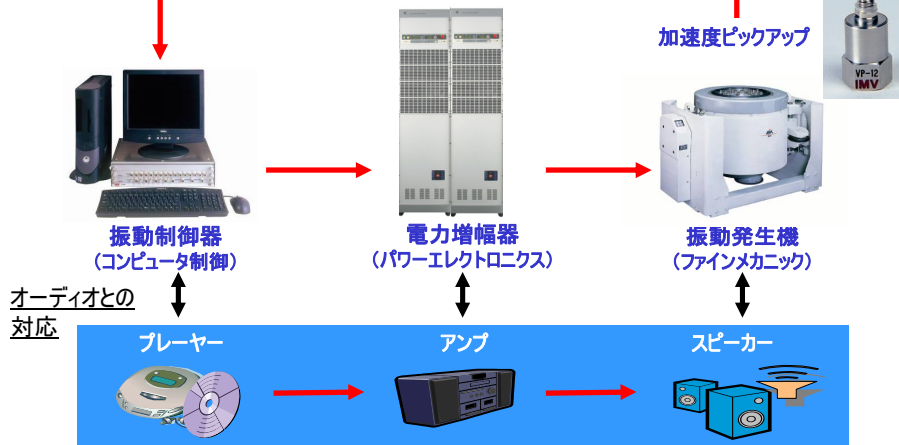 加速度ピックアップ
VP-12
IMV
振動制御器
(コンピュータ制御)
電力増幅器
(パワーエレクトロニクス)
振動発生機
(ファインメカニック)
オーディオとの
対応
プレーヤー
アンプ
スピーカー